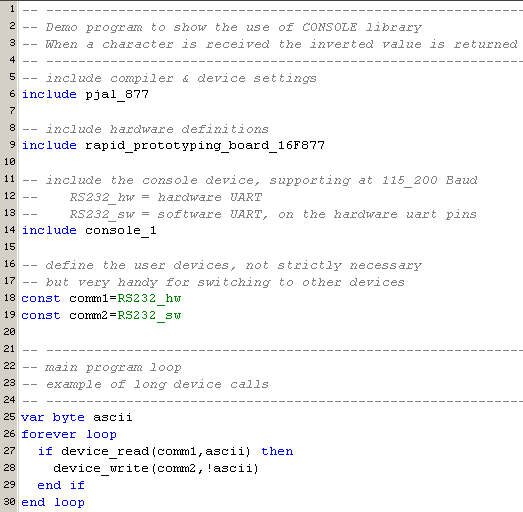 1 -- ----------------------------------------------------------
2 -- Demo program to show the use of CONSOLE library
3 -- When a character is received the inverted value is returned
4 -- ----------------------------------------------------------
5 -- include compiler & device settings
6 include pjal_877
7
8 -- include hardware definitions
9 include rapid_prototyping_board_16F877
10
11 -- include the console device, supporting at 115_200 Baud
12 --    RS232_hw = hardware UART
13 --    RS232_sw = software UART, on the hardware uart pins
14 include console_1
15
16 -- define the user devices, not strictly necessary
17 -- but very handy for switching to other devices
18 const comm1=RS232_hw
19 const comm2=RS232_sw
20
21 -- ----------------------------------------------------------
22 -- main program loop
23 -- example of long device calls
24 -- ----------------------------------------------------------
25 var byte ascii
26 forever loop
27   if device_read(comm1,ascii) then
28     device_write(comm2,!ascii)
29   end if
30 end loop